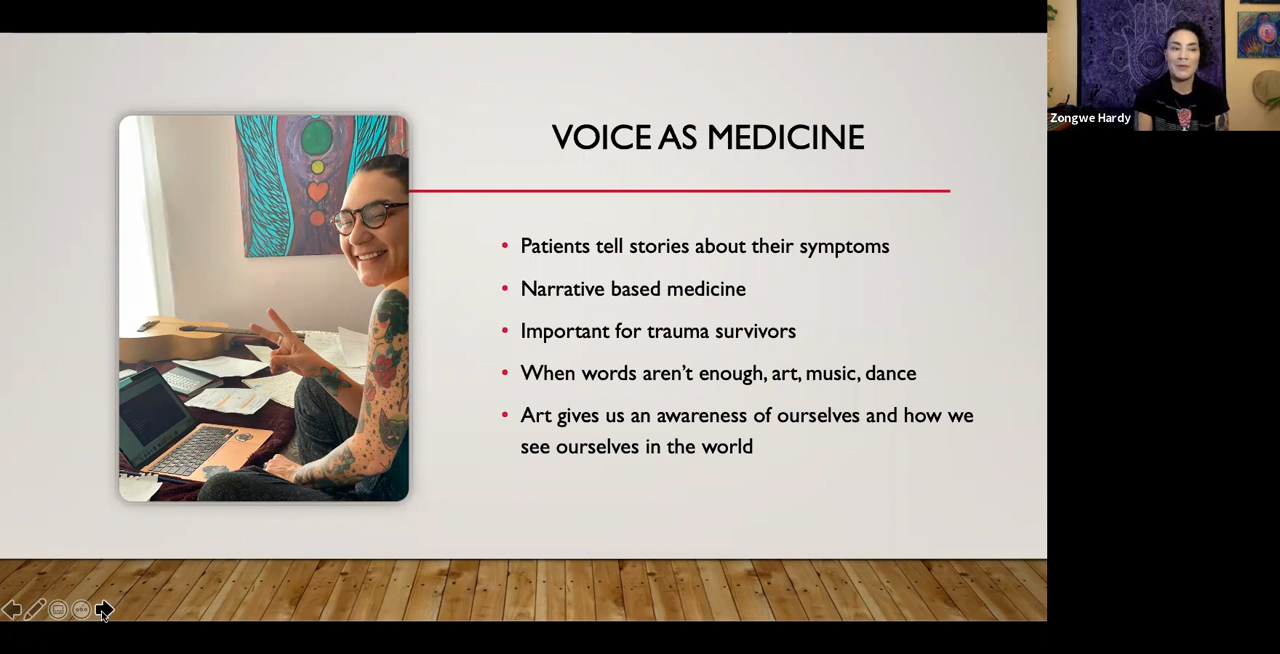 Zongwe Hardy
VOICE AS MEDICINE
• Patients tell stories about their symptoms
• Narrative based medicine
• Important for trauma survivors
• When words aren't enough, art, music, dance
• Art gives us an awareness of ourselves and how we
see ourselves in the world